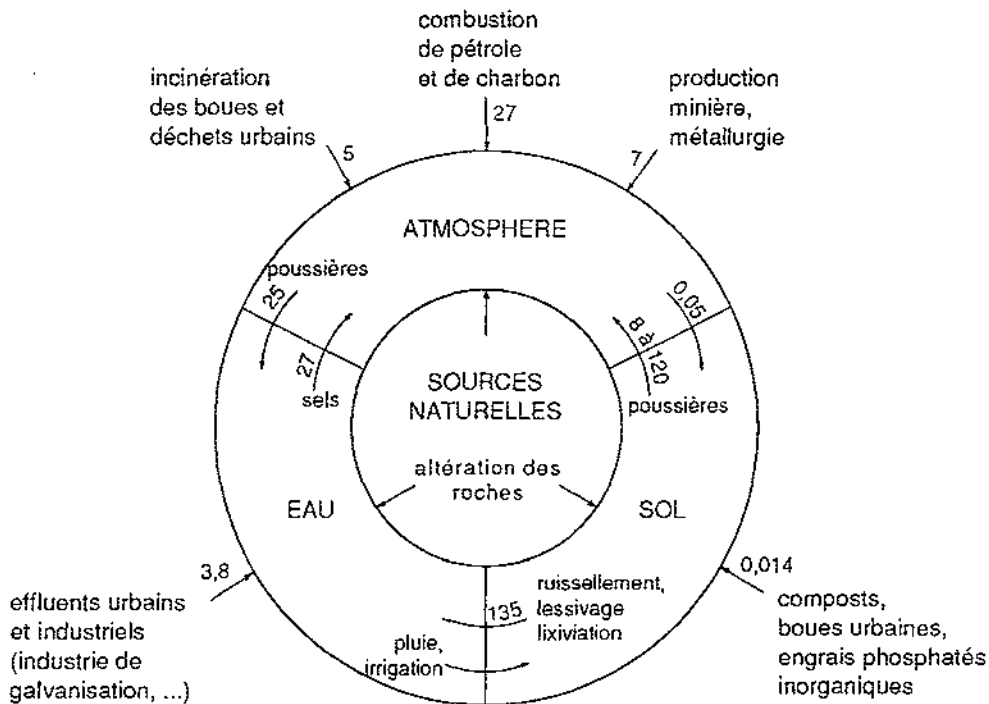 combustion
de pétrole
et de charbon
27
incinération
des boues et
déchets urbains
5
production
minière,
métallurgie
7
ATMOSPHERE
poussières
25
27
sels
0,05
8 à 120
poussières
SOURCES
NATURELLES
altération des
roches
EAU
SOL
3,8
effluents urbains
et industriels
(industrie de
galvanisation, ...)
0,014
composts,
boues urbaines,
engrais phosphatés
inorganiques
135
ruissellement,
lessivage
lixiviation
pluie,
irrigation